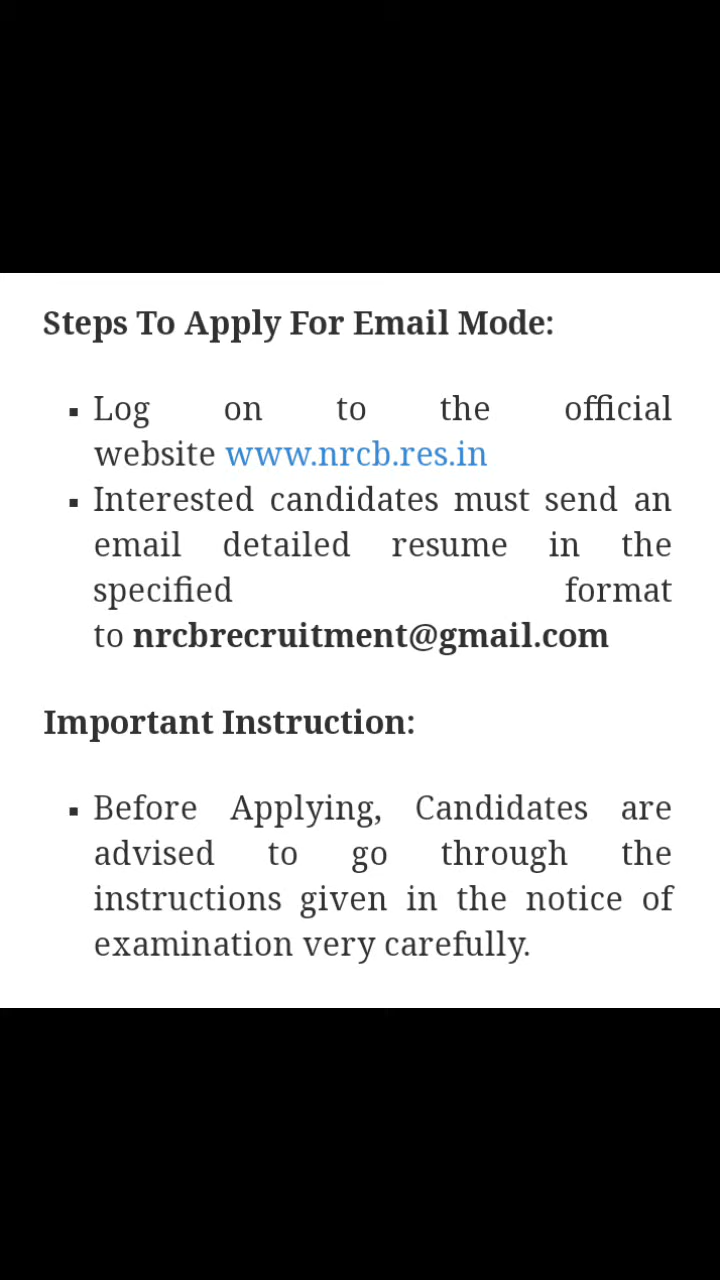 Steps To Apply For Email Mode:
▪ Log on to the official
website www.nrcb.res.in
▪ Interested candidates must send an
email detailed resume in the
specified format
to nrcbrecruitment@gmail.com
Important Instruction:
▪ Before Applying, Candidates are
advised to go through the
instructions given in the notice of
examination very carefully.